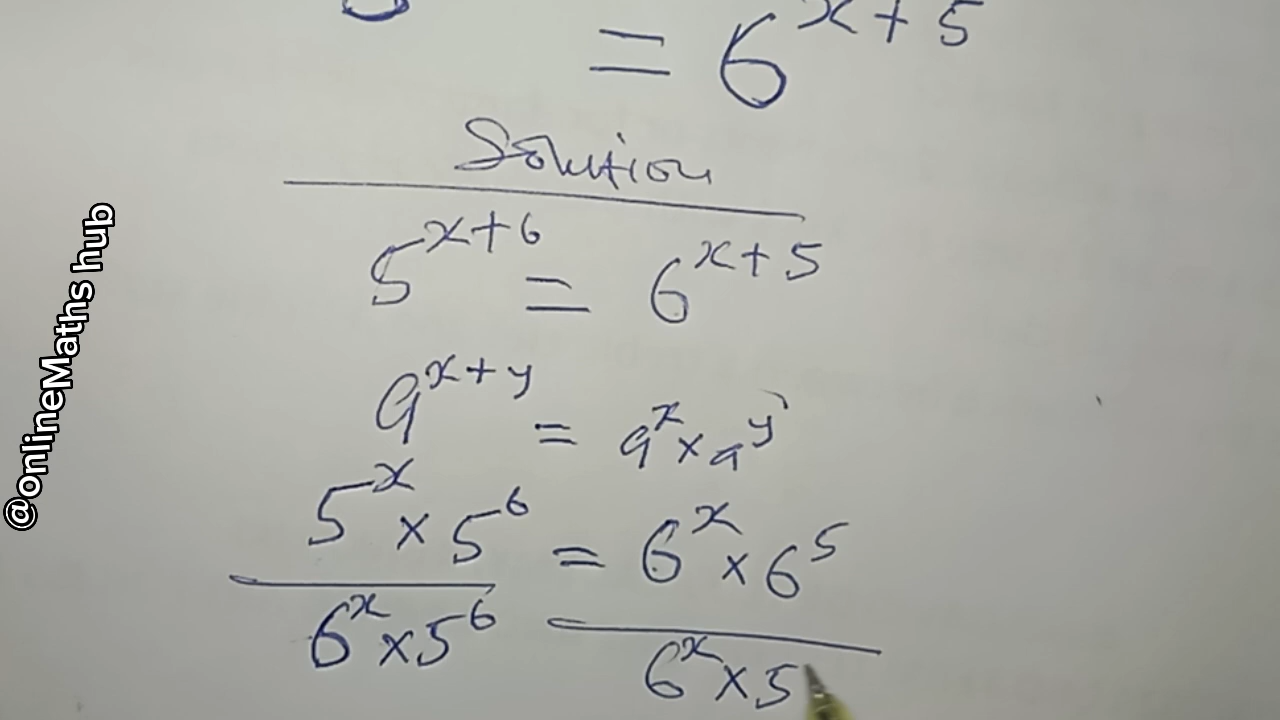 = 6^{x+5}
Solution
5^{x+6} = 6^{x+5}
a^{x+y} = a^x × a^y
5^x × 5^6 = 6^x × 6^5
6^x × 5^6 6^x × 5
@onlineMaths hub